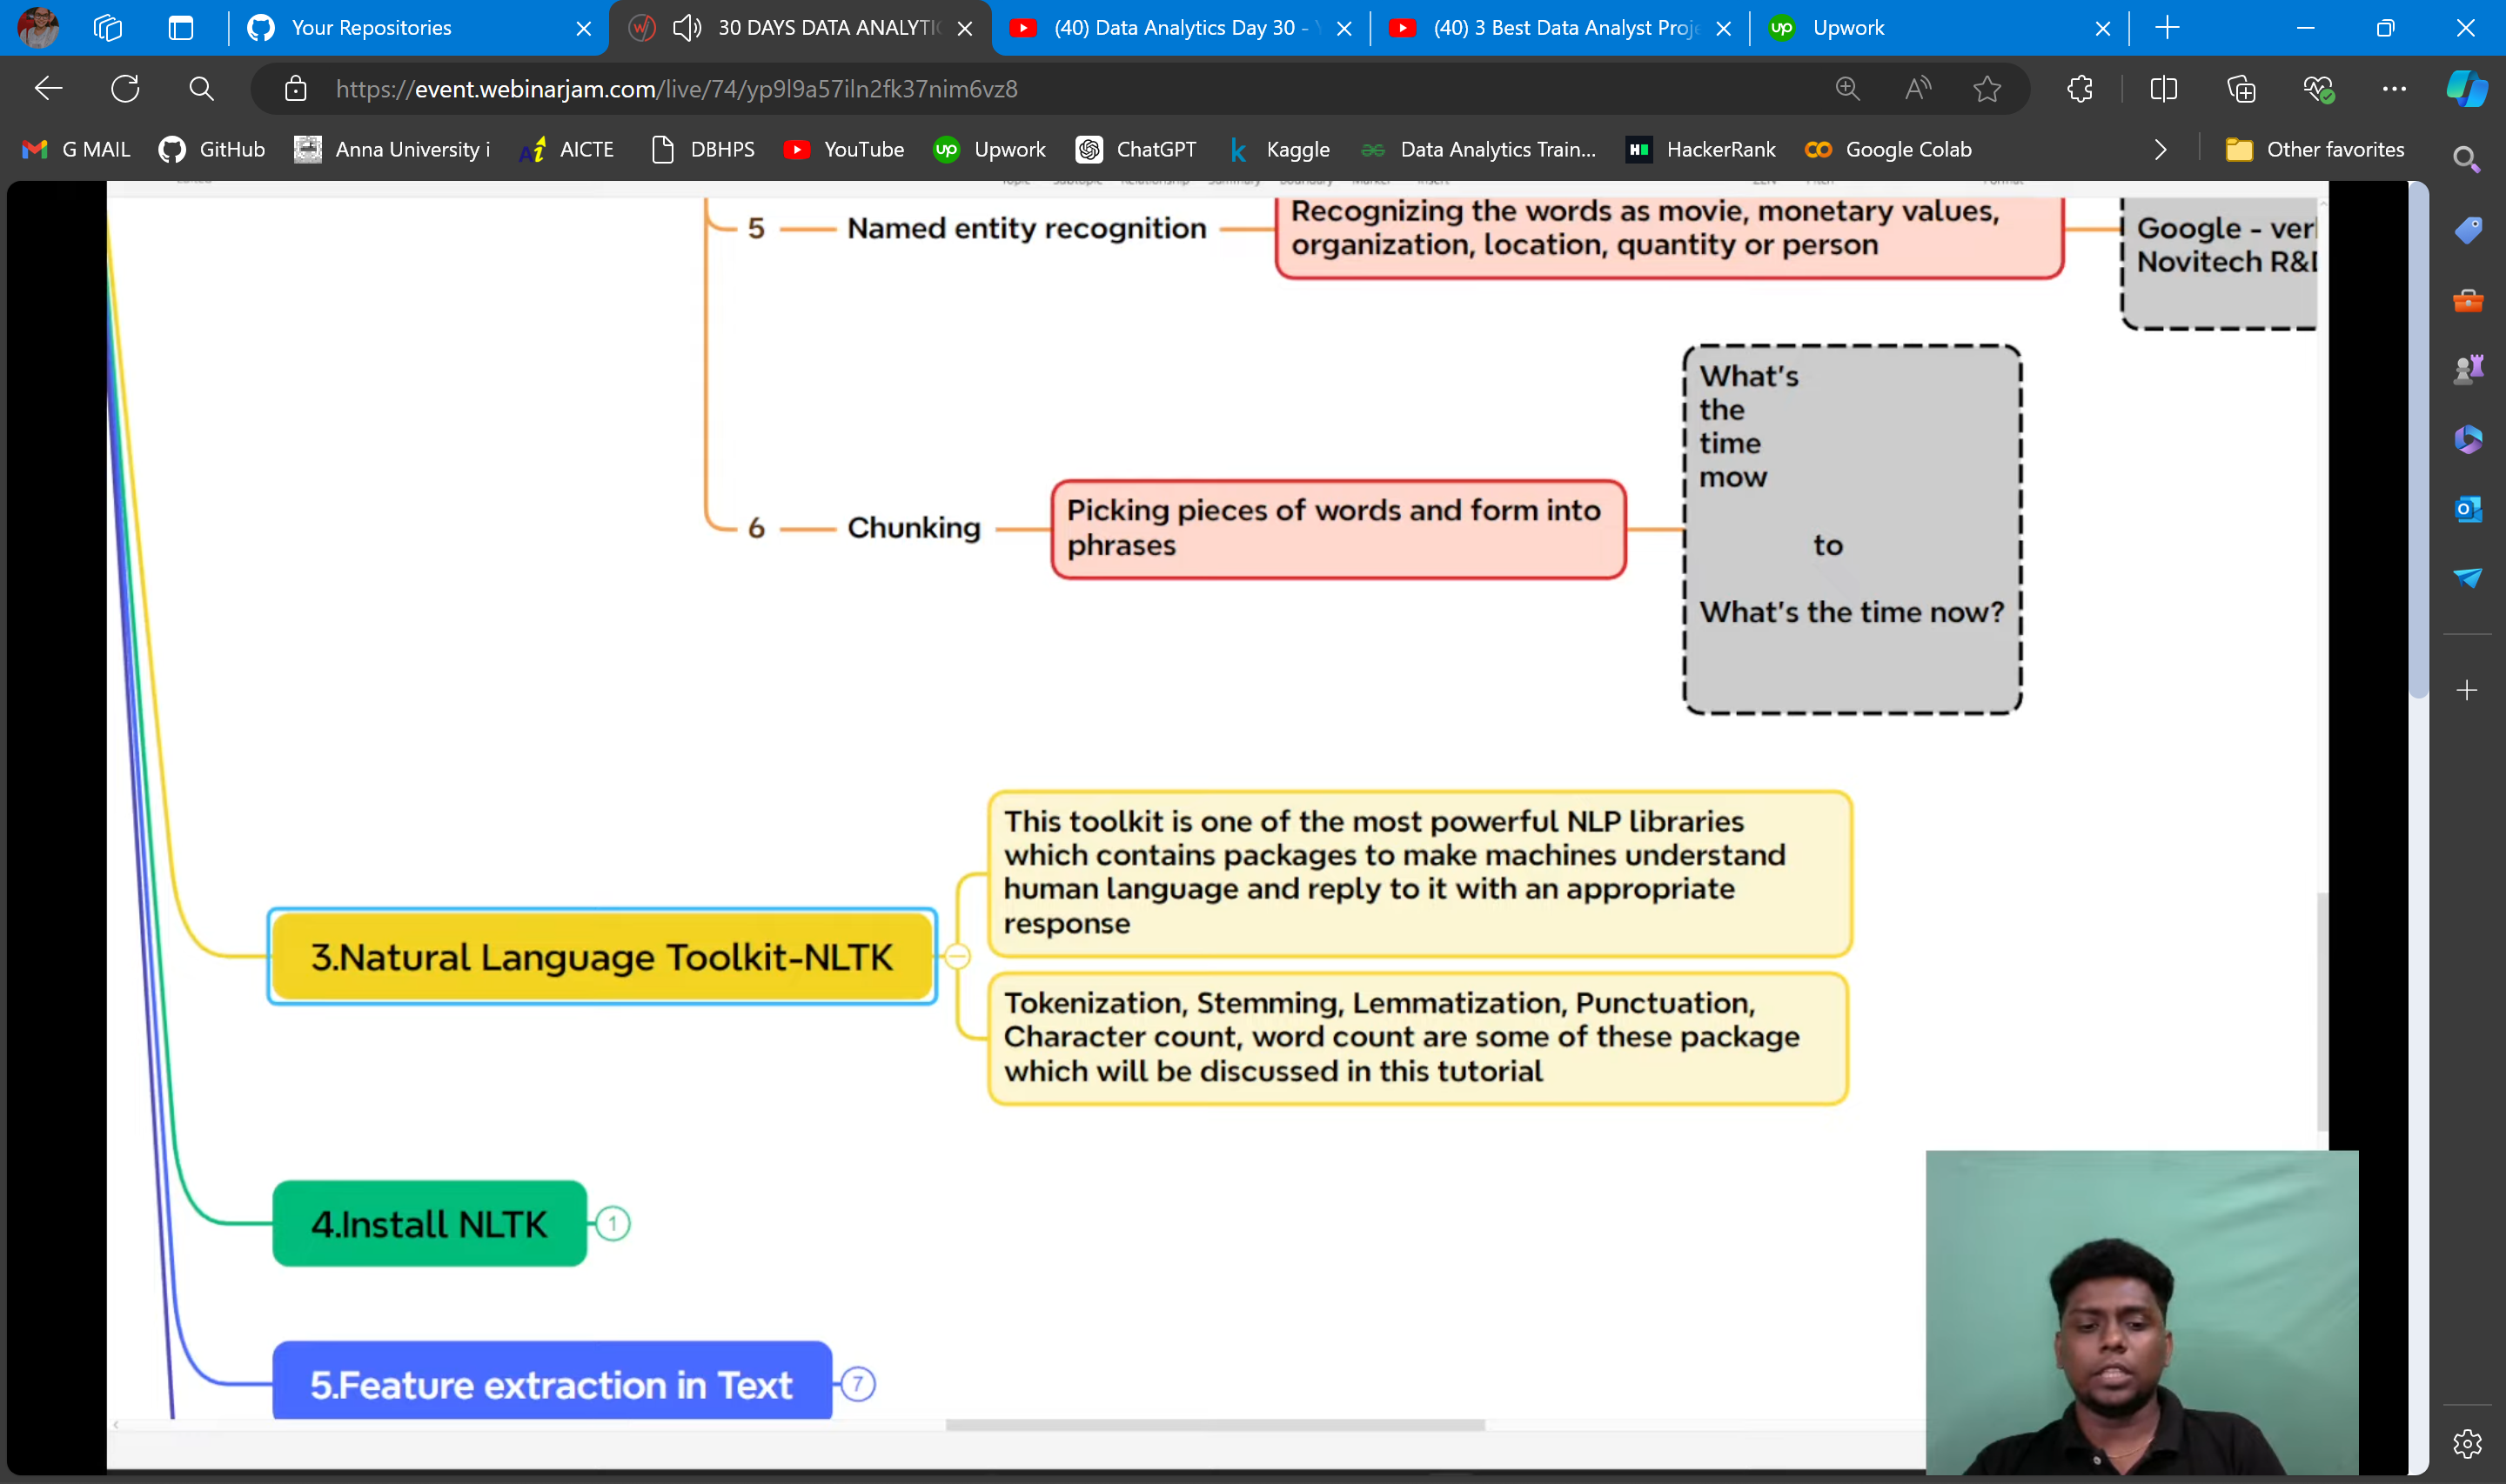 Your Repositories
30 DAYS DATA ANALYTI
(40) Data Analytics Day 30 -
(40) 3 Best Data Analyst Proje
up Upwork
https://event.webinarjam.com/live/74/yp9l9a57iln2fk37nim6vz8
G MAIL
GitHub
Anna University i
AICTE
DBHPS
YouTube
up Upwork
ChatGPT
Kaggle
Data Analytics Train...
HackerRank
Google Colab
Other favorites
5
Named entity recognition
Recognizing the words as movie, monetary values,
organization, location, quantity or person
Google - ver
Novitech R&
What's
the
time
mow
to
What's the time now?
6
Chunking
Picking pieces of words and form into
phrases
3.Natural Language Toolkit-NLTK
This toolkit is one of the most powerful NLP libraries
which contains packages to make machines understand
human language and reply to it with an appropriate
response
Tokenization, Stemming, Lemmatization, Punctuation,
Character count, word count are some of these package
which will be discussed in this tutorial
4.Install NLTK
1
5.Feature extraction in Text
7